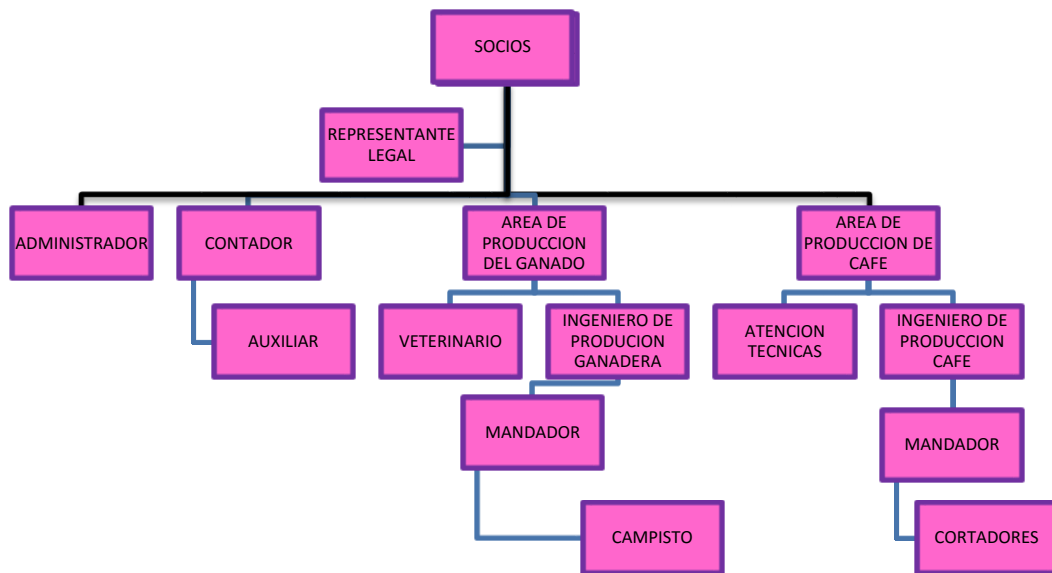 SOCIOS
REPRESENTANTE
LEGAL
ADMINISTRADOR
CONTADOR
AREA DE
PRODUCCION
DEL GANADO
AREA DE
PRODUCCION DE
CAFE
AUXILIAR
VETERINARIO
INGENIERO DE
PRODUCION
GANADERA
ATENCION
TECNICAS
INGENIERO DE
PRODUCCION
CAFE
MANDADOR
MANDADOR
CAMPISTO
CORTADORES